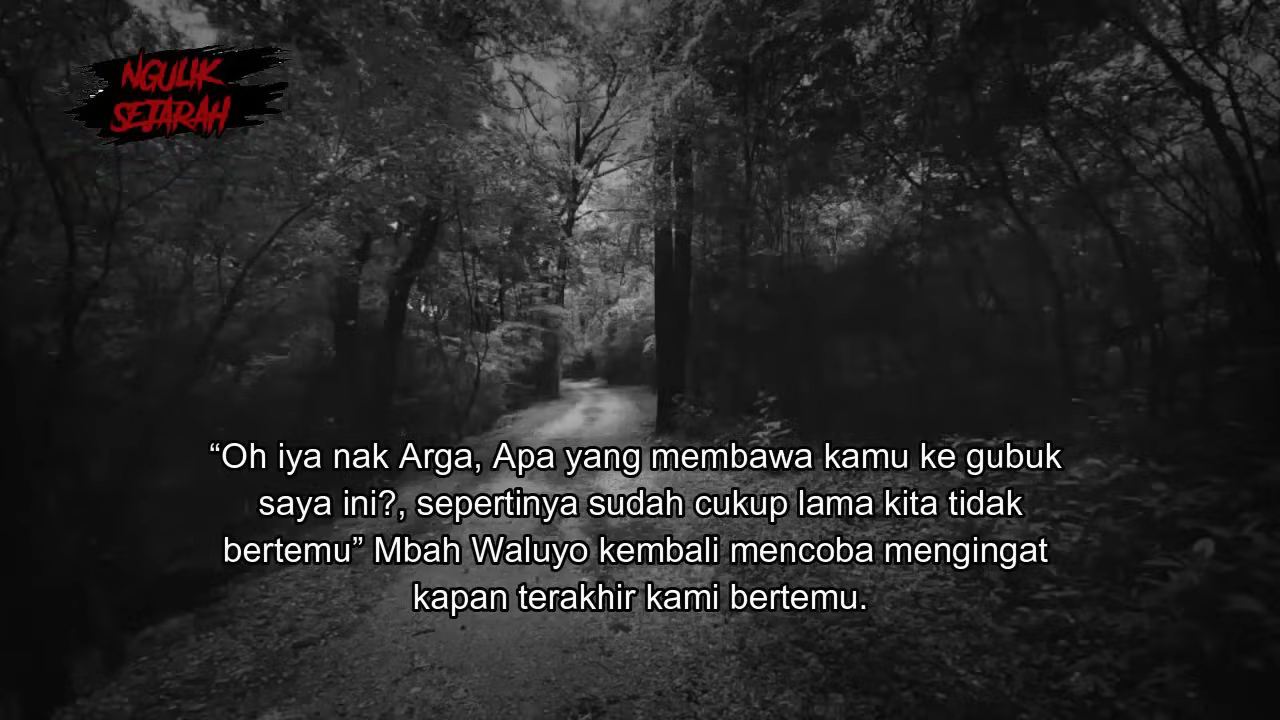 NGULIK
SEJARAH
“Oh iya nak Arga, Apa yang membawa kamu ke gubuk
saya ini?, sepertinya sudah cukup lama kita tidak
bertemu” Mbah Waluyo kembali mencoba mengingat
kapan terakhir kami bertemu.